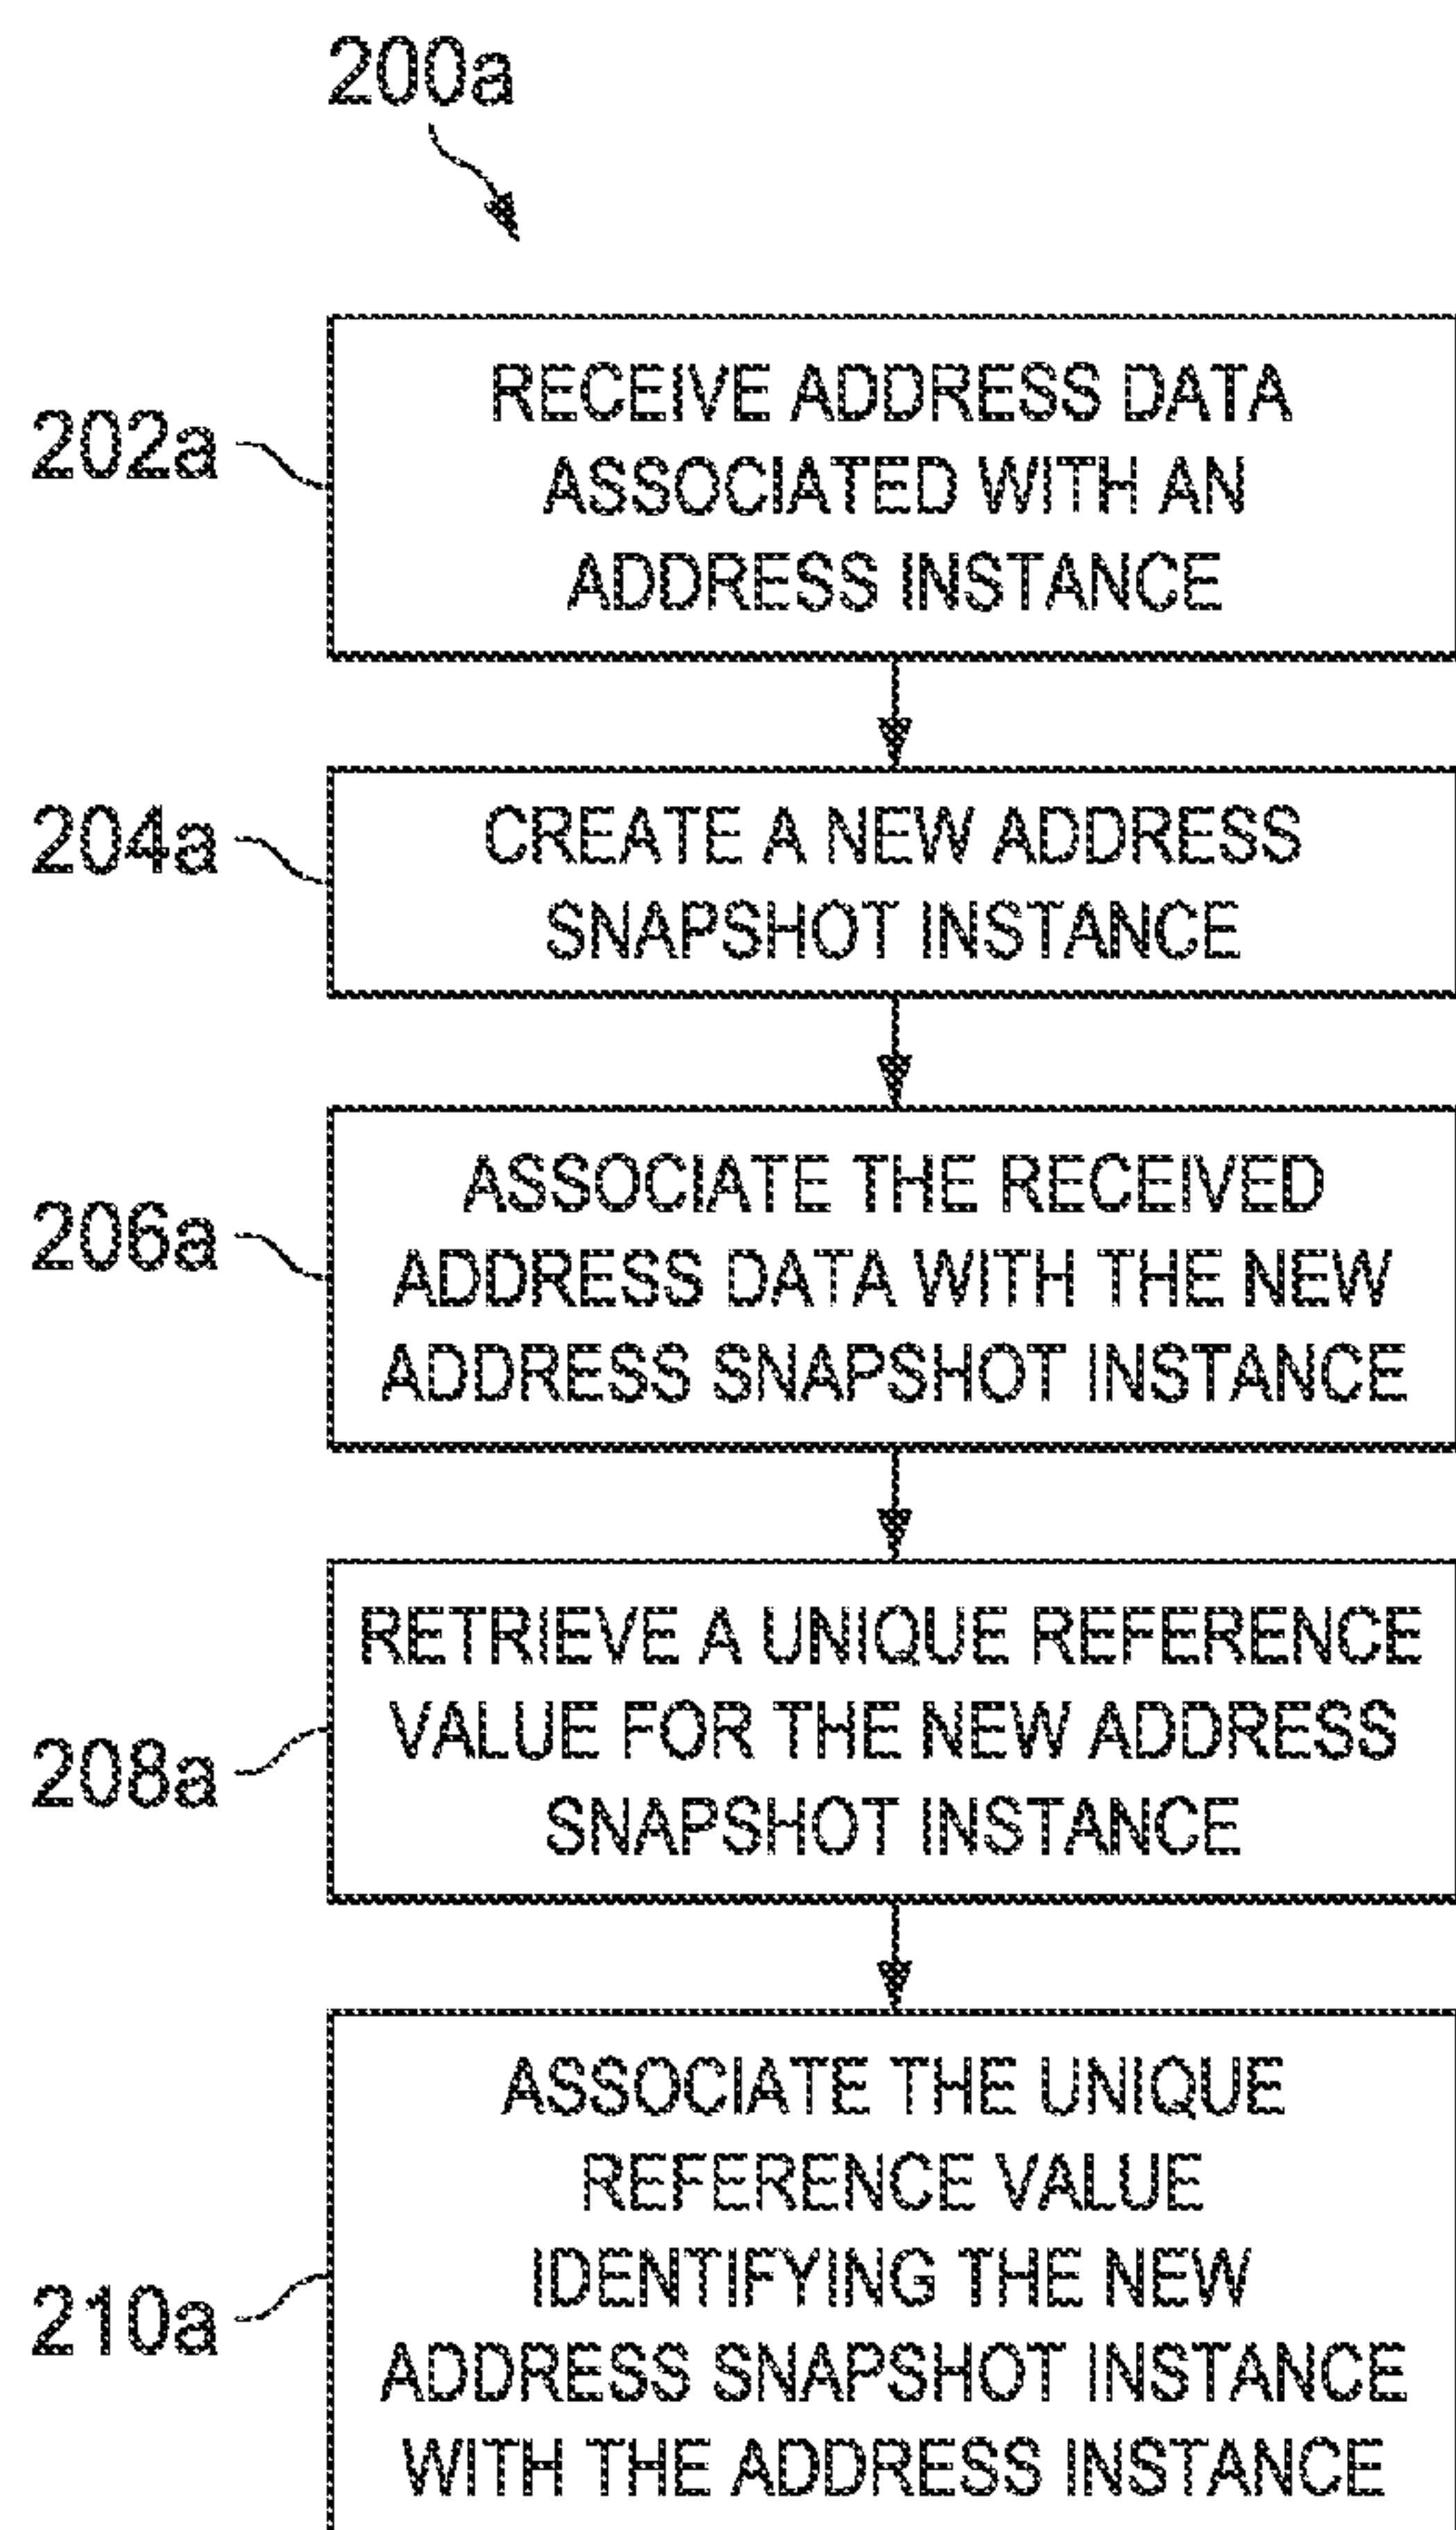 200a
202a
RECEIVE ADDRESS DATA
ASSOCIATED WITH AN
ADDRESS INSTANCE
204a
CREATE A NEW ADDRESS
SNAPSHOT INSTANCE
206a
ASSOCIATE THE RECEIVED
ADDRESS DATA WITH THE NEW
ADDRESS SNAPSHOT INSTANCE
208a
RETRIEVE A UNIQUE REFERENCE
VALUE FOR THE NEW ADDRESS
SNAPSHOT INSTANCE
210a
ASSOCIATE THE UNIQUE
REFERENCE VALUE
IDENTIFYING THE NEW
ADDRESS SNAPSHOT INSTANCE
WITH THE ADDRESS INSTANCE